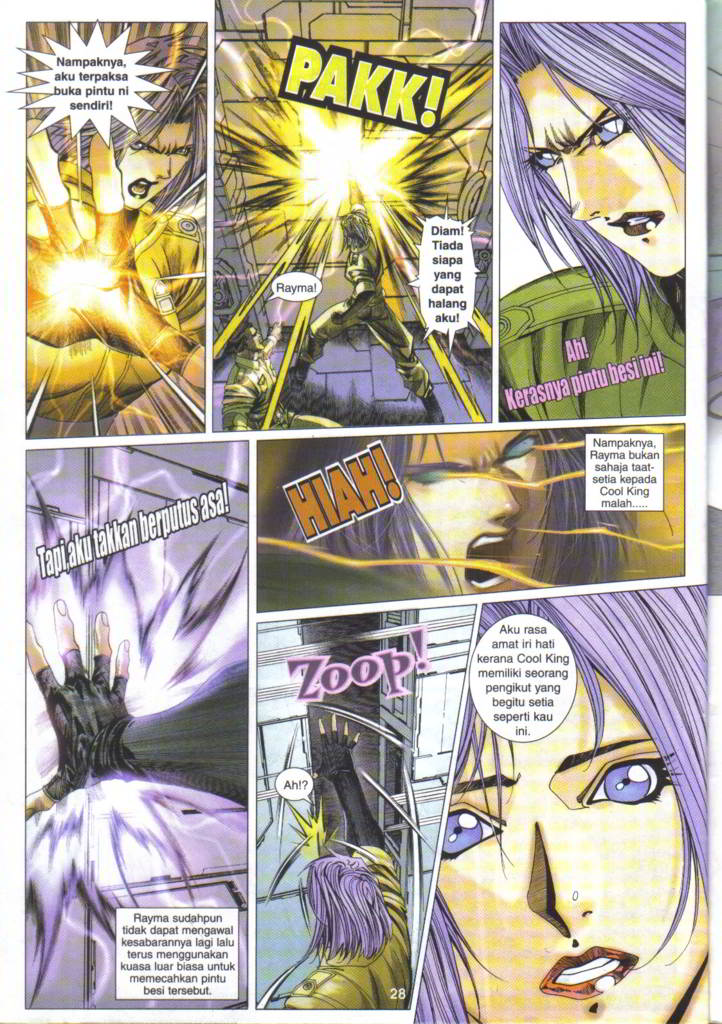 Nampaknya,
aku terpaksa
buka pintu ni
sendiri!
PAKK!
Rayma!
Diam!
Tiada
siapa
yang
dapat
halang
aku!
Ah!
Kerasnya pintu besi ini!
Tapi, aku takkan berputus asa!
Rayma sudahpun
tidak dapat mengawal
kesabarannya lagi lalu
terus menggunakan
kuasa luar biasa untuk
memecahkan pintu
besi tersebut.
HIAH!
Nampaknya,
Rayma bukan
sahaja taat-
setia kepada
Cool King
malah.....
Zoop!
Ah!?
Aku rasa
amat iri hati
kerana Cool King
memiliki seorang
pengikut yang
begitu setia
seperti kau
ini.
28